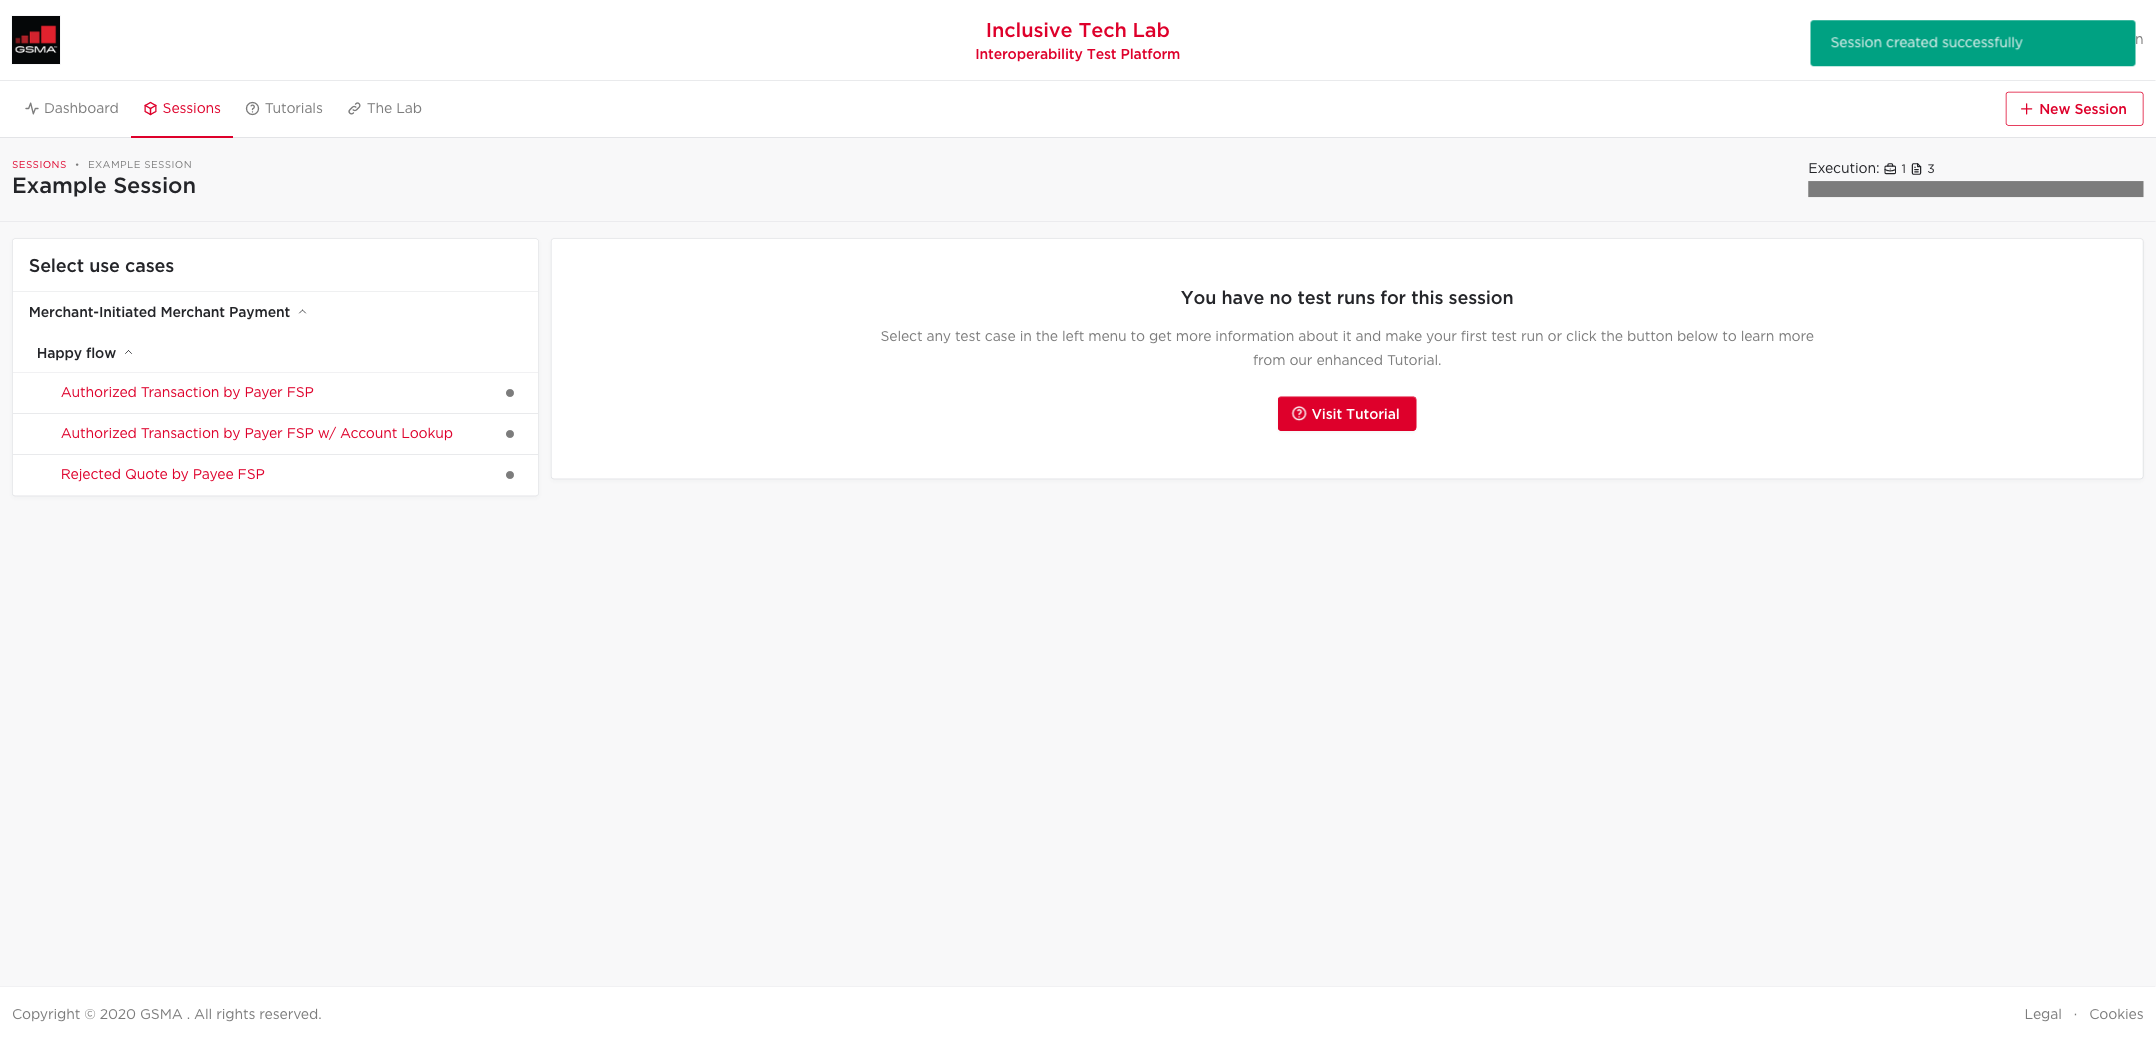 GSMA
Inclusive Tech Lab
Interoperability Test Platform
Session created successfully
n
Dashboard
Sessions
Tutorials
The Lab
New Session
SESSIONS • EXAMPLE SESSION
Example Session
Execution: 1 3
Select use cases
Merchant-Initiated Merchant Payment
Happy flow
Authorized Transaction by Payer FSP
Authorized Transaction by Payer FSP w/ Account Lookup
Rejected Quote by Payee FSP
You have no test runs for this session
Select any test case in the left menu to get more information about it and make your first test run or click the button below to learn more
from our enhanced Tutorial.
Visit Tutorial
Copyright © 2020 GSMA . All rights reserved.
Legal · Cookies